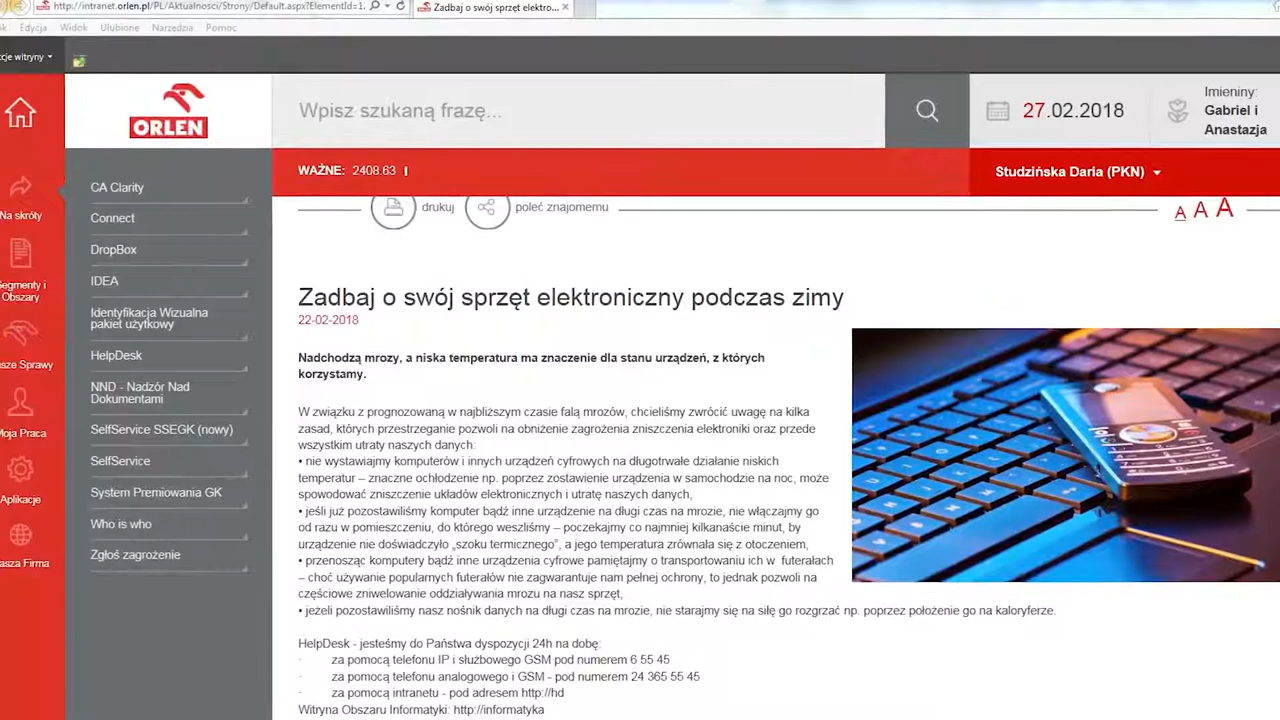 http://intranet.orlen.pl/PL/Aktualnosci/Strony/Default.aspx?ElementId=1.
Zadbaj o swój sprzęt elektro...
Edycja Widok Ulubione Narzędzia Pomoc
cje witryny
ORLEN
Wpisz szukaną frazę...
27.02.2018
Imieniny:
Gabriel i
Anastazja
WAŻNE: 2408.63
Studzińska Daria (PKN)
Na skróty
Segmenty i
Obszary
sze Sprawy
Moja Praca
Aplikacje
asza Firma
CA Clarity
Connect
DropBox
IDEA
Identyfikacja Wizualna
pakiet użytkowy
HelpDesk
NND - Nadzór Nad
Dokumentami
SelfService SSEGK (nowy)
SelfService
System Premiowania GK
Who is who
Zgłoś zagrożenie
drukuj poleć znajomemu
A A A
Zadbaj o swój sprzęt elektroniczny podczas zimy
22-02-2018
Nadchodzą mrozy, a niska temperatura ma znaczenie dla stanu urządzeń, z których
korzystamy.
W związku z prognozowaną w najbliższym czasie falą mrozów, chcieliśmy zwrócić uwagę na kilka
zasad, których przestrzeganie pozwoli na obniżenie zagrożenia zniszczenia elektroniki oraz przede
wszystkim utraty naszych danych:
• nie wystawiajmy komputerów i innych urządzeń cyfrowych na długotrwałe działanie niskich
temperatur – znaczne ochłodzenie np. poprzez zostawienie urządzenia w samochodzie na noc, może
spowodować zniszczenie układów elektronicznych i utratę naszych danych,
• jeśli już pozostawiliśmy komputer bądź inne urządzenie na długi czas na mrozie, nie włączajmy go
od razu w pomieszczeniu, do którego weszliśmy – poczekajmy co najmniej kilkanaście minut, by
urządzenie nie doświadczyło „szoku termicznego”, a jego temperatura zrównała się z otoczeniem,
• przenosząc komputery bądź inne urządzenia cyfrowe pamiętajmy o transportowaniu ich w futerałach
– choć używanie popularnych futerałów nie zagwarantuje nam pełnej ochrony, to jednak pozwoli na
częściowe zniwelowanie oddziaływania mrozu na nasz sprzęt,
• jeżeli pozostawiliśmy nasz nośnik danych na długi czas na mrozie, nie starajmy się na siłę go rozgrzać np. poprzez położenie go na kaloryferze.
HelpDesk - jesteśmy do Państwa dyspozycji 24h na dobę:
· za pomocą telefonu IP i służbowego GSM pod numerem 6 55 45
· za pomocą telefonu analogowego i GSM - pod numerem 24 365 55 45
· za pomocą intranetu - pod adresem http://hd
Witryna Obszaru Informatyki: http://informatyka